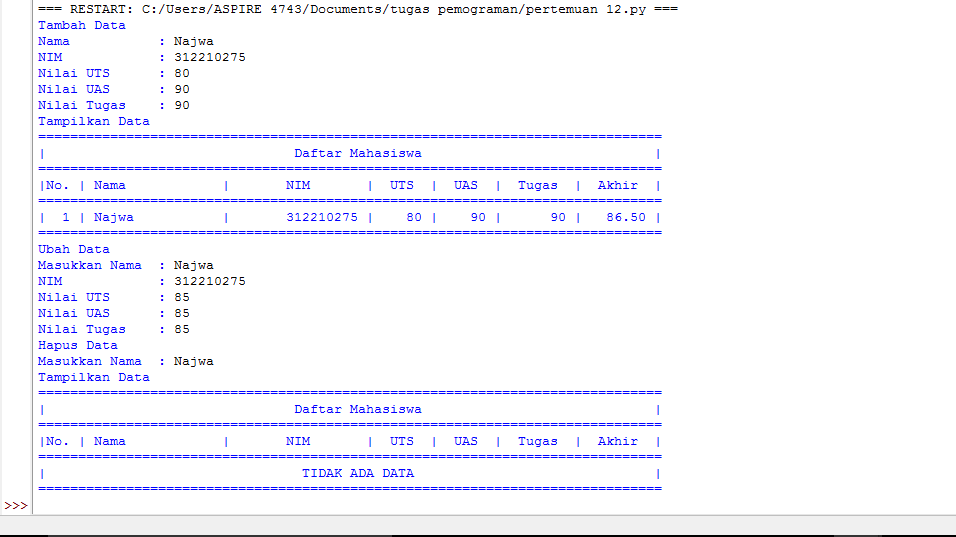 === RESTART: C:/Users/ASPIRE 4743/Documents/tugas pemograman/pertemuan 12.py ===
Tambah Data
Nama           : Najwa
NIM            : 312210275
Nilai UTS      : 80
Nilai UAS      : 90
Nilai Tugas    : 90
Tampilkan Data
==============================================================================
|                               Daftar Mahasiswa                             |
==============================================================================
|No. | Nama            |       NIM       |  UTS  |  UAS  |  Tugas  |  Akhir  |
==============================================================================
|  1 | Najwa           |       312210275 |    80 |    90 |      90 |   86.50 |
==============================================================================
Ubah Data
Masukkan Nama  : Najwa
NIM            : 312210275
Nilai UTS      : 85
Nilai UAS      : 85
Nilai Tugas    : 85
Hapus Data
Masukkan Nama  : Najwa
Tampilkan Data
==============================================================================
|                               Daftar Mahasiswa                             |
==============================================================================
|No. | Nama            |       NIM       |  UTS  |  UAS  |  Tugas  |  Akhir  |
==============================================================================
|                                TIDAK ADA DATA                              |
==============================================================================
>>>